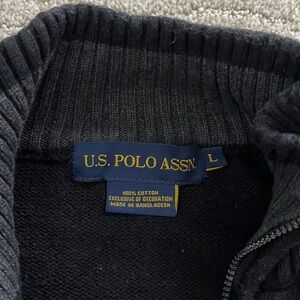 U.S. POLO ASSN. L
100% COTTON
EXCLUSIVE OF DECORATION
MADE IN BANGLADESH